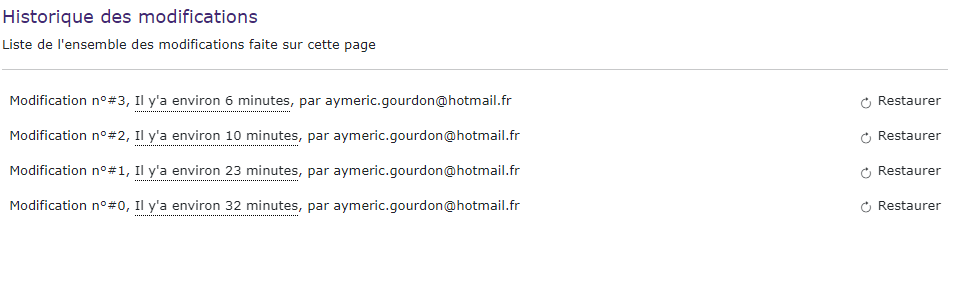 Historique des modifications
Liste de l'ensemble des modifications faite sur cette page
Modification n°#3, Il y'a environ 6 minutes, par aymeric.gourdon@hotmail.fr Restaurer
Modification n°#2, Il y'a environ 10 minutes, par aymeric.gourdon@hotmail.fr Restaurer
Modification n°#1, Il y'a environ 23 minutes, par aymeric.gourdon@hotmail.fr Restaurer
Modification n°#0, Il y'a environ 32 minutes, par aymeric.gourdon@hotmail.fr Restaurer